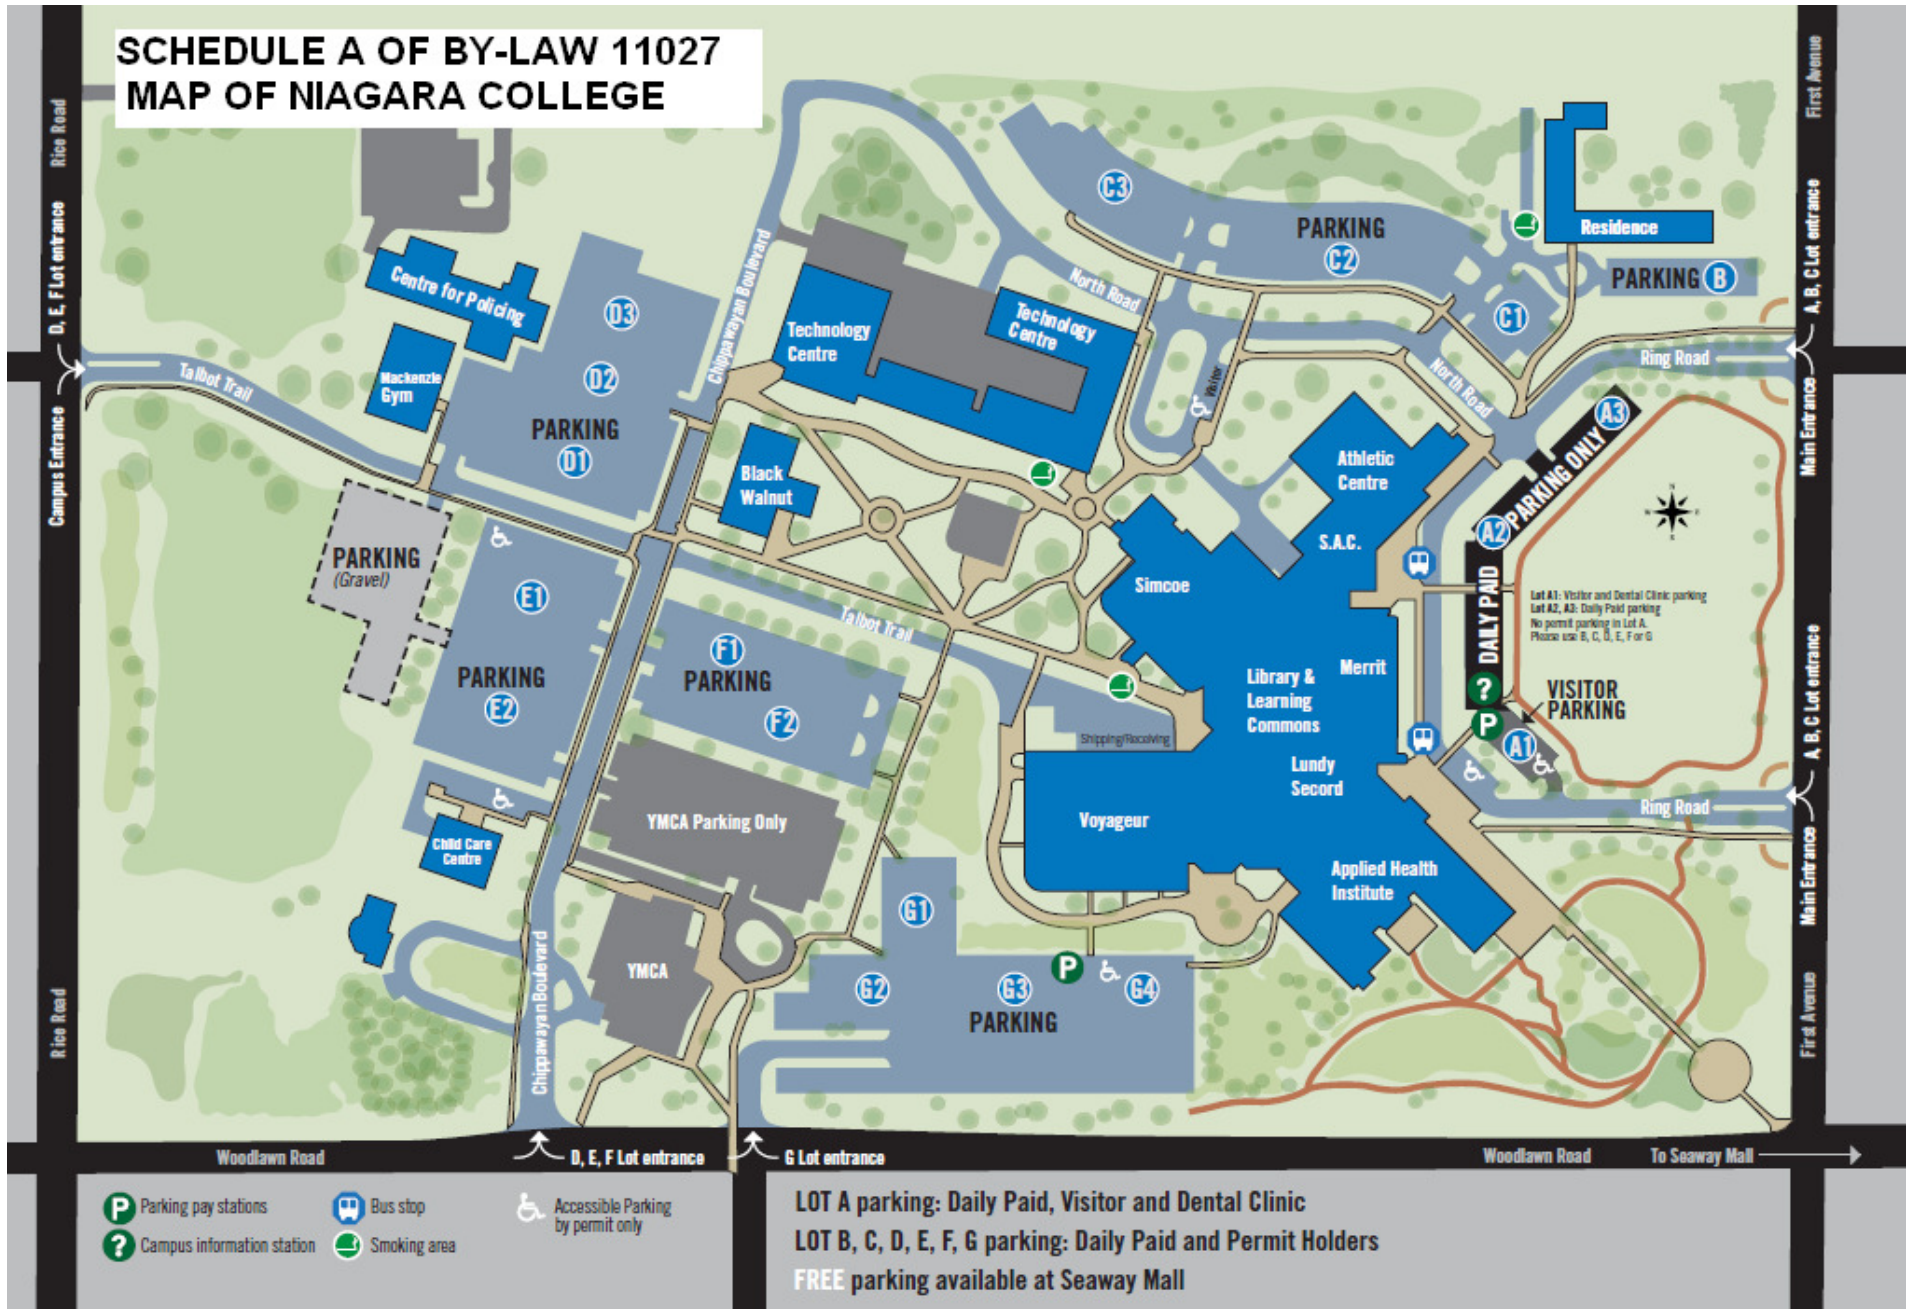 SCHEDULE A OF BY-LAW 11027
MAP OF NIAGARA COLLEGE
Rice Road
D, E, F Lot entrance
Campus Entrance
Rice Road
First Avenue
A, B, C Lot entrance
Main Entrance
A, B, C Lot entrance
Main Entrance
First Avenue
C3
PARKING
C2
Residence
PARKING B
C1
Centre for Policing
D3
Chippawayan Boulevard
North Road
Technology
Centre
Technology
Centre
Mackenzie
Gym
D2
PARKING
D1
Talbot Trail
Visitor
North Road
Ring Road
A3
PARKING ONLY
A2
DAILY PAID
Black
Walnut
Athletic
Centre
S.A.C.
N
W
E
S
PARKING
(Gravel)
E1
PARKING
E2
Simcoe
Talbot Trail
Lot A1: Visitor and Dental Clinic parking
Lot A2, A3: Daily Paid parking
No permit parking in Lot A.
Please use B, C, D, E, F or G
F1
PARKING
F2
Merrit
Library &
Learning
Commons
?
VISITOR
PARKING
P
A1
Shipping/Receiving
Lundy
Secord
Ring Road
YMCA Parking Only
Voyageur
Child Care
Centre
Applied Health
Institute
G1
YMCA
G2
G3
P
G4
PARKING
Chippawayan Boulevard
Woodlawn Road
D, E, F Lot entrance
G Lot entrance
Woodlawn Road
To Seaway Mall
P Parking pay stations
Bus stop
Accessible Parking
by permit only
? Campus information station
Smoking area
LOT A parking: Daily Paid, Visitor and Dental Clinic
LOT B, C, D, E, F, G parking: Daily Paid and Permit Holders
FREE parking available at Seaway Mall